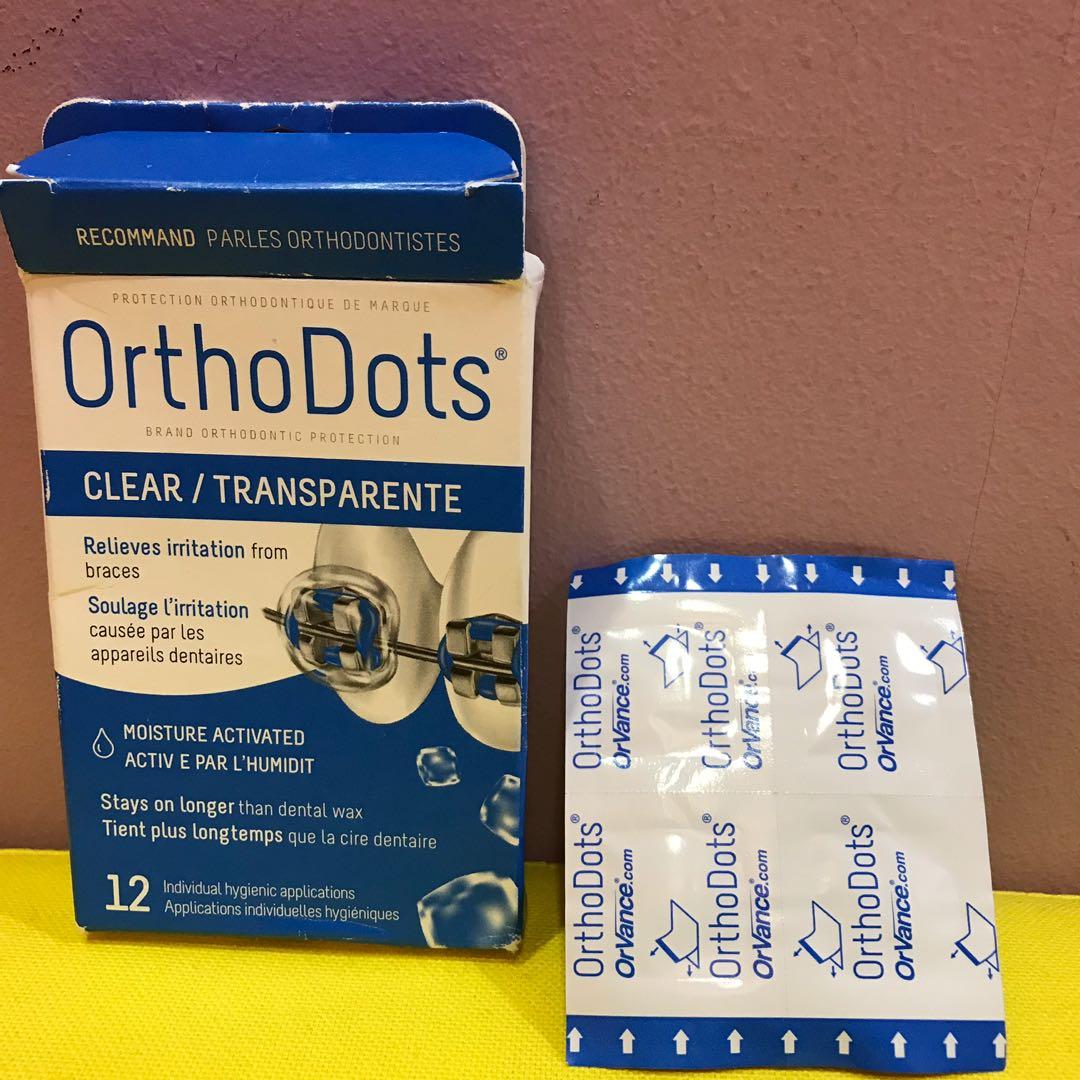 RECOMMAND PARLES ORTHODONTISTES
PROTECTION ORTHODONTIQUE DE MARQUE
OrthoDots®
BRAND ORTHODONTIC PROTECTION
CLEAR / TRANSPARENTE
Relieves irritation from
braces
Soulage l'irritation
causée par les
appareils dentaires
MOISTURE ACTIVATED
ACTIV E PAR L'HUMIDIT
Stays on longer than dental wax
Tient plus longtemps que la cire dentaire
12 Individual hygienic applications
Applications individuelles hygiéniques
OrthoDots®
OrVance.com
OrthoDots®
OrVance.c
OrthoDots®
OrVance.com
OrthoDots®
OrVance.com
OrthoDots®
OrVance.com
OrthoDots®
OrVance.com